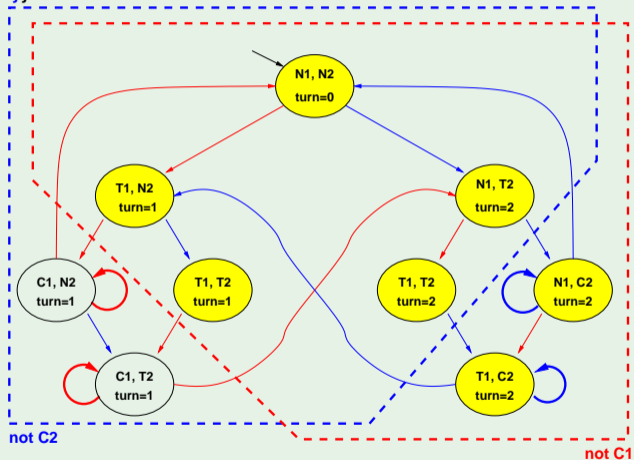 N1, N2
turn=0
T1, N2
turn=1
N1, T2
turn=2
C1, N2
turn=1
T1, T2
turn=1
T1, T2
turn=2
N1, C2
turn=2
C1, T2
turn=1
T1, C2
turn=2
not C2
not C1